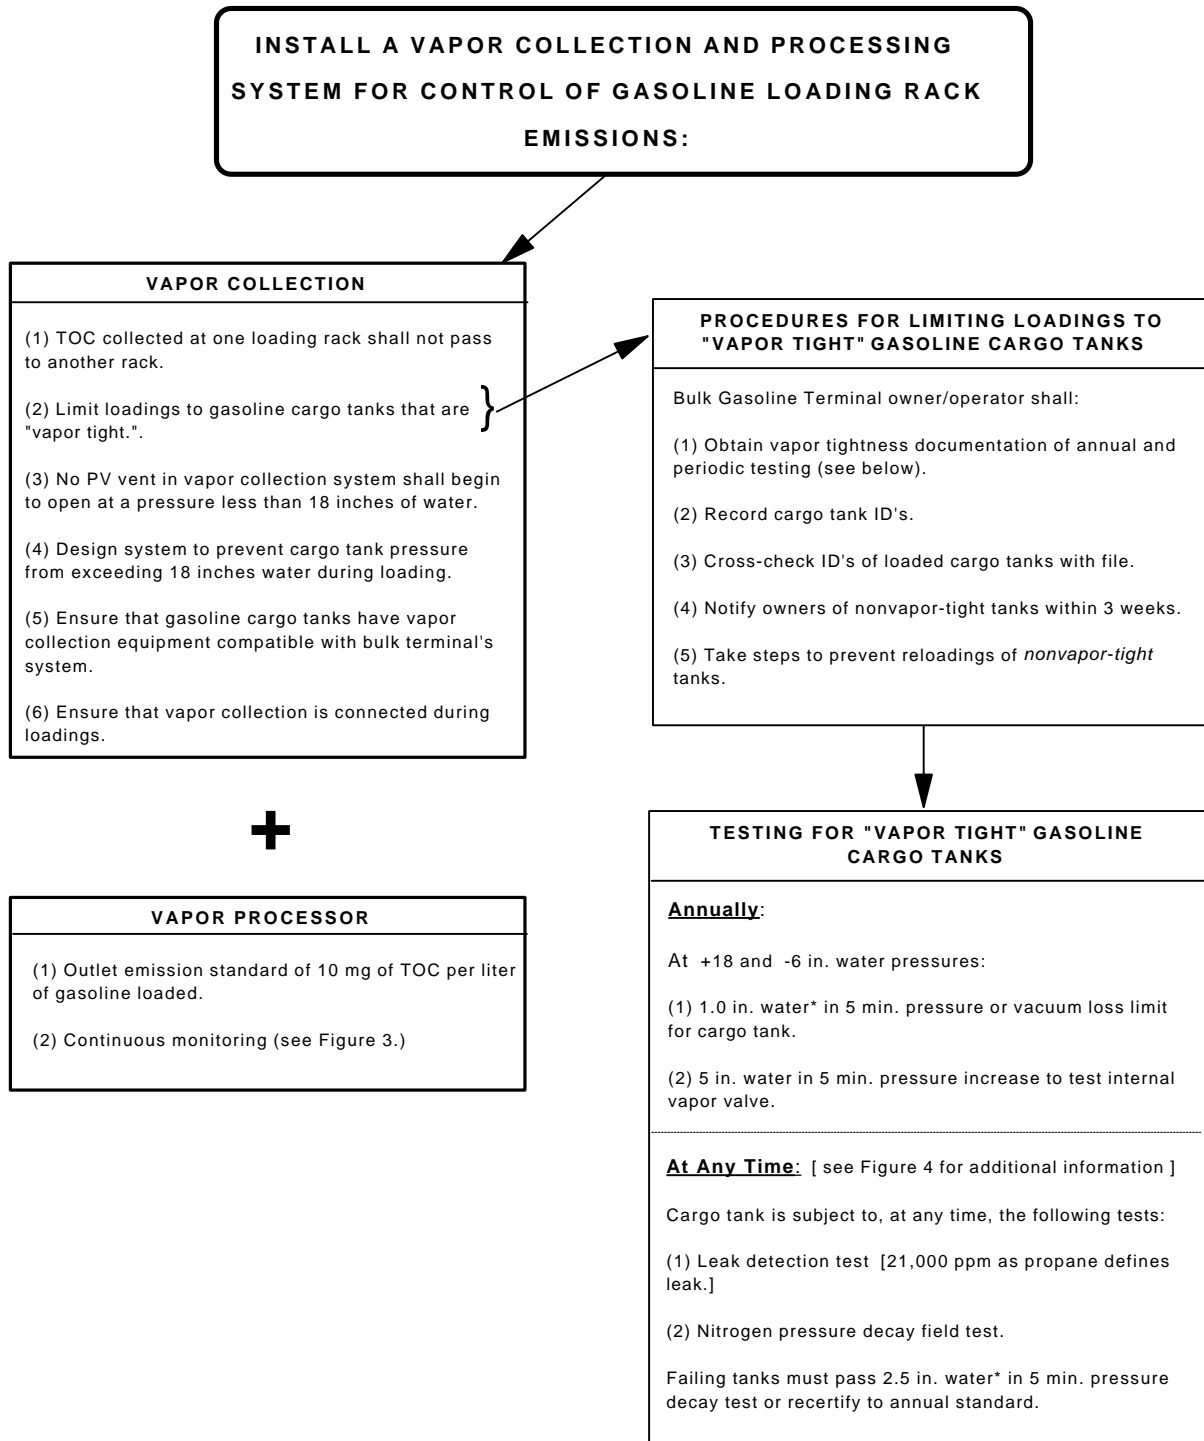 INSTALL A VAPOR COLLECTION AND PROCESSING
SYSTEM FOR CONTROL OF GASOLINE LOADING RACK
EMISSIONS:
VAPOR COLLECTION
(1) TOC collected at one loading rack shall not pass
to another rack.
(2) Limit loadings to gasoline cargo tanks that are
"vapor tight.".
}
(3) No PV vent in vapor collection system shall begin
to open at a pressure less than 18 inches of water.
(4) Design system to prevent cargo tank pressure
from exceeding 18 inches water during loading.
(5) Ensure that gasoline cargo tanks have vapor
collection equipment compatible with bulk terminal's
system.
(6) Ensure that vapor collection is connected during
loadings.
+
VAPOR PROCESSOR
(1) Outlet emission standard of 10 mg of TOC per liter
of gasoline loaded.
(2) Continuous monitoring (see Figure 3.)
PROCEDURES FOR LIMITING LOADINGS TO
"VAPOR TIGHT" GASOLINE CARGO TANKS
Bulk Gasoline Terminal owner/operator shall:
(1) Obtain vapor tightness documentation of annual and
periodic testing (see below).
(2) Record cargo tank ID's.
(3) Cross-check ID's of loaded cargo tanks with file.
(4) Notify owners of nonvapor-tight tanks within 3 weeks.
(5) Take steps to prevent reloadings of nonvapor-tight
tanks.
TESTING FOR "VAPOR TIGHT" GASOLINE
CARGO TANKS
Annually:
At +18 and -6 in. water pressures:
(1) 1.0 in. water* in 5 min. pressure or vacuum loss limit
for cargo tank.
(2) 5 in. water in 5 min. pressure increase to test internal
vapor valve.
At Any Time: [ see Figure 4 for additional information ]
Cargo tank is subject to, at any time, the following tests:
(1) Leak detection test [21,000 ppm as propane defines
leak.]
(2) Nitrogen pressure decay field test.
Failing tanks must pass 2.5 in. water* in 5 min. pressure
decay test or recertify to annual standard.